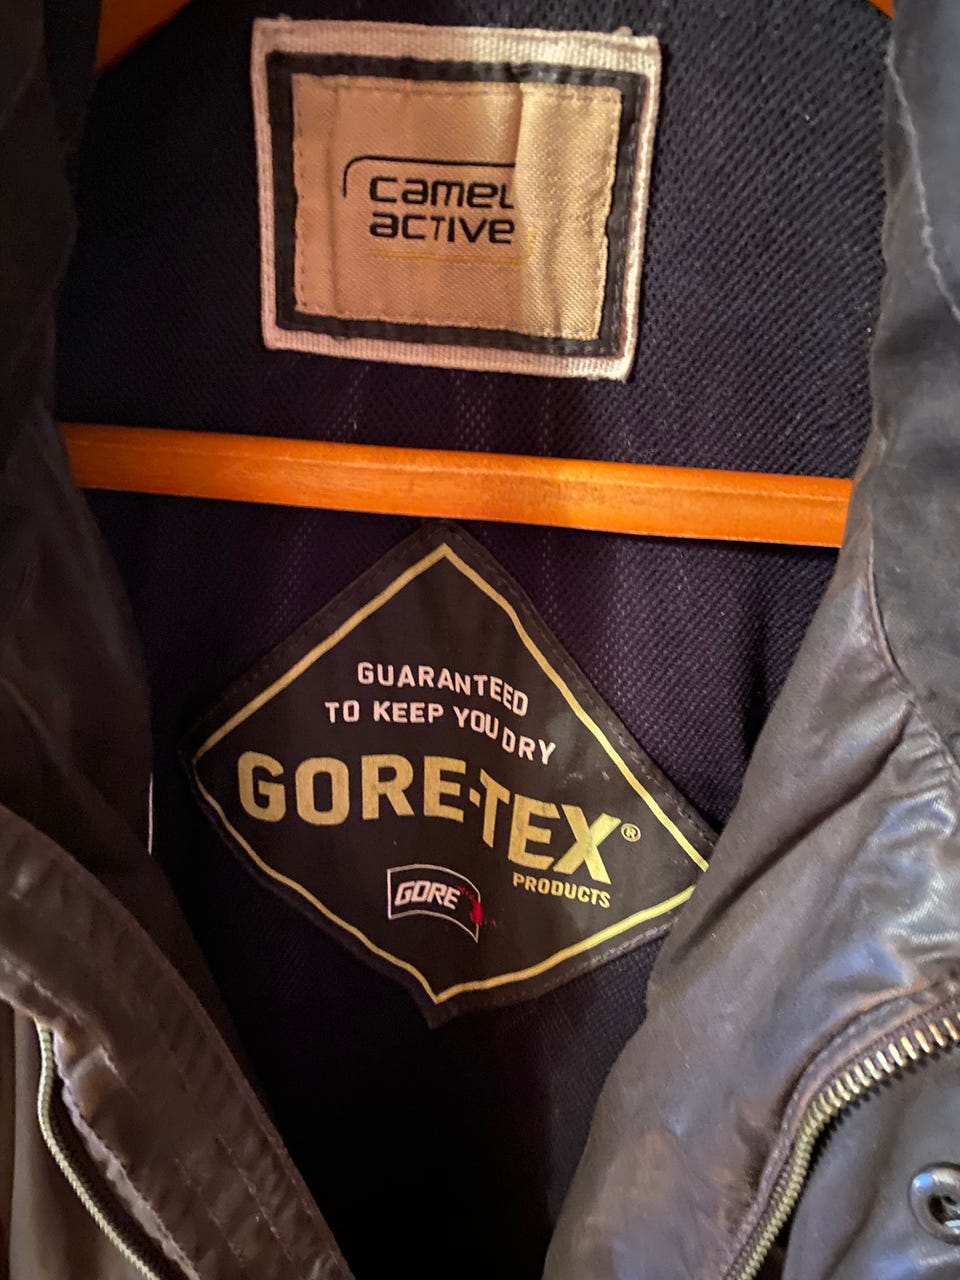 camel
active
GUARANTEED
TO KEEP YOU DRY
GORE-TEX®
PRODUCTS
GORE